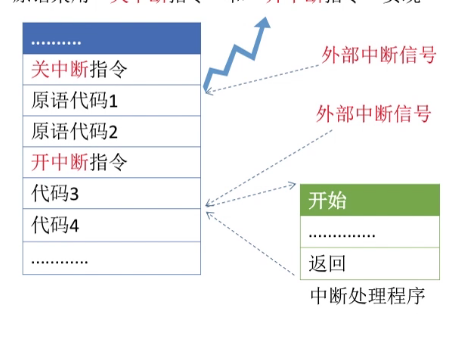 ..........
关中断指令
原语代码1
原语代码2
开中断指令
代码3
代码4
............
外部中断信号
外部中断信号
开始
..............
返回
中断处理程序